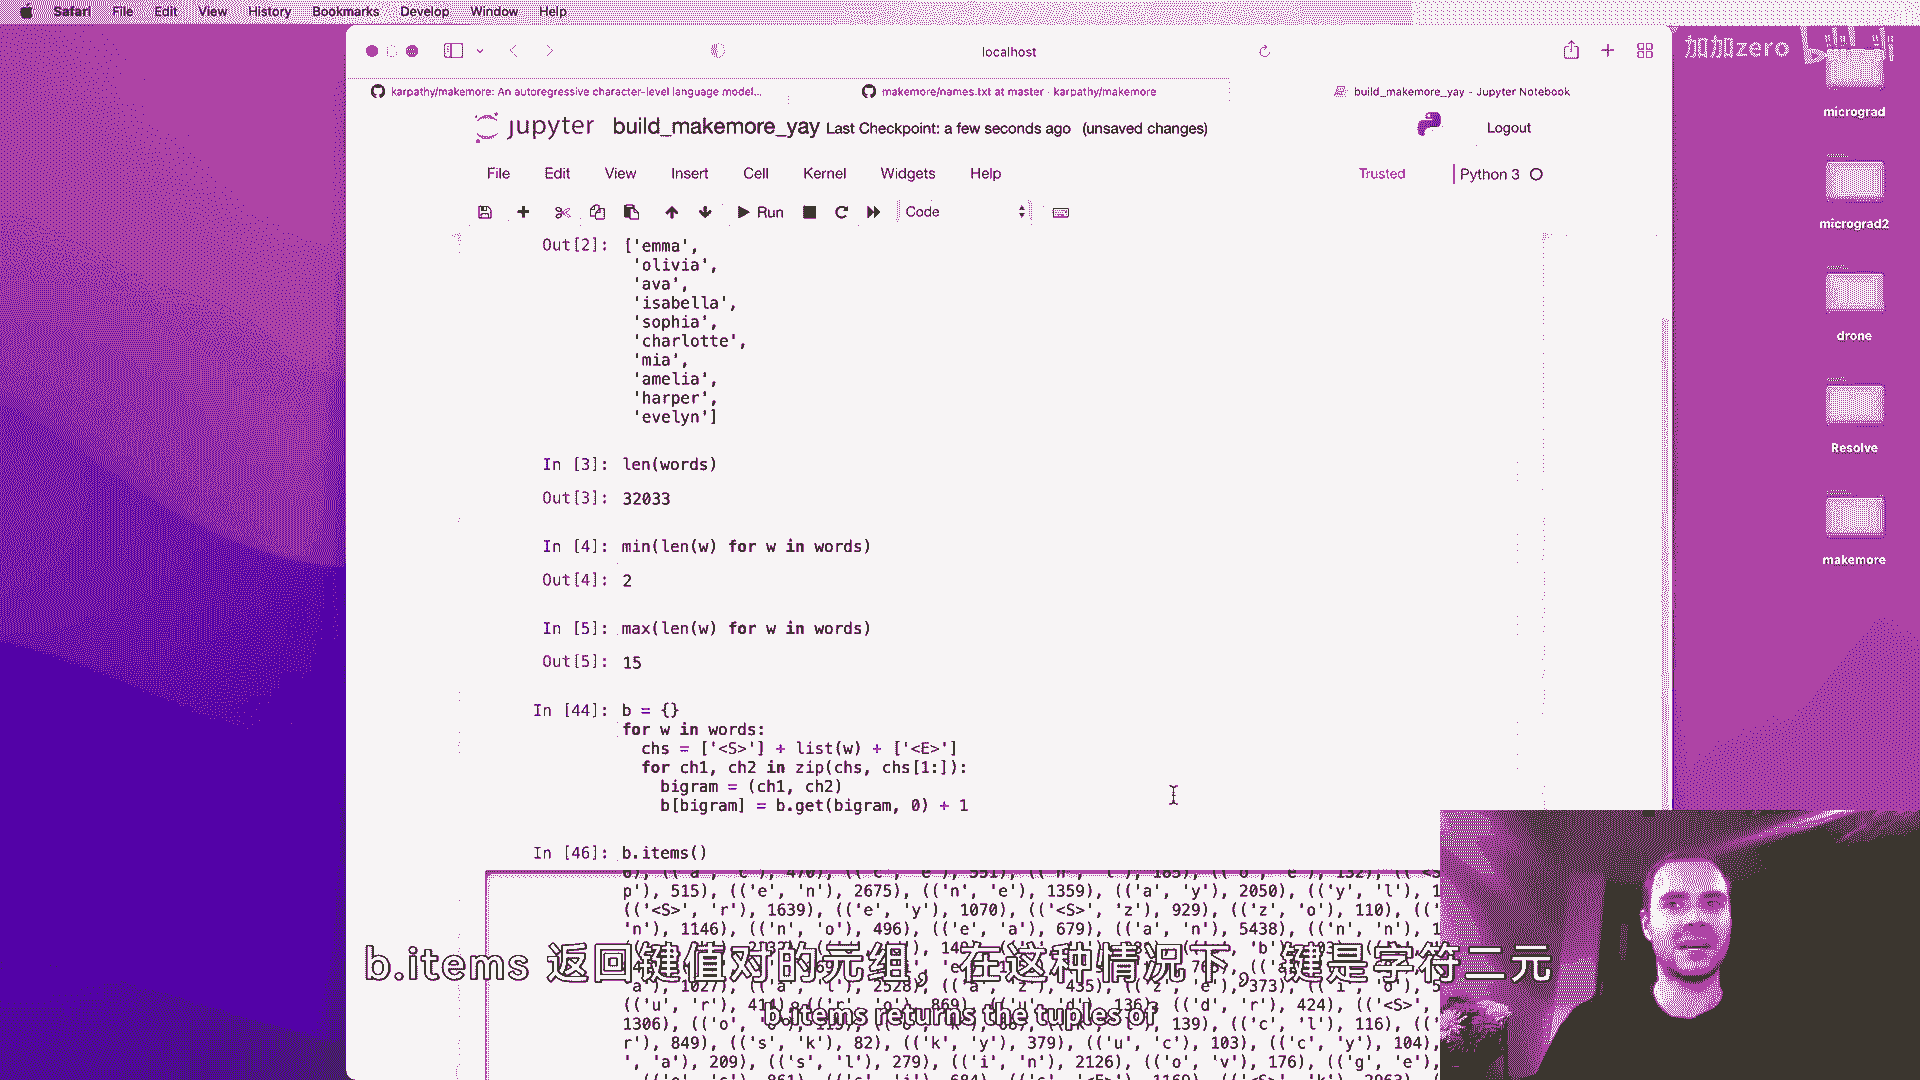 Safari File Edit View History Bookmarks Develop Window Help
localhost
加加zero
karpathy/makemore: An autoregressive character-level language model...
makemore/names.txt at master · karpathy/makemore
build_makemore_yay - Jupyter Notebook
jupyter build_makemore_yay Last Checkpoint: a few seconds ago (unsaved changes)
Logout
File Edit View Insert Cell Kernel Widgets Help
Trusted
Python 3
Run
Code
Out[2]: ['emma',
'olivia',
'ava',
'isabella',
'sophia',
'charlotte',
'mia',
'amelia',
'harper',
'evelyn']
In [3]: len(words)
Out[3]: 32033
In [4]: min(len(w) for w in words)
Out[4]: 2
In [5]: max(len(w) for w in words)
Out[5]: 15
In [44]: b = {}
for w in words:
chs = ['<S>'] + list(w) + ['<E>']
for ch1, ch2 in zip(chs, chs[1:]):
bigram = (ch1, ch2)
b[bigram] = b.get(bigram, 0) + 1
In [46]: b.items()
p'), 515), (('e', 'n'), 2675), (('n', 'e'), 1359), (('a', 'y'), 2050), (('y', 'l'), 1
(('<S>', 'r'), 1639), (('e', 'y'), 1070), (('<S>', 'z'), 929), (('z', 'o'), 110), (('
'n'), 1146), (('n', 'o'), 496), (('e', 'a'), 679), (('a', 'n'), 5438), (('n', 'n'), 1
b.items 返回键值对的元组，在这种情况下，键是字符二元
b.items returns the tuples of
r'), 849), (('s', 'k'), 82), (('k', 'y'), 379), (('u', 'c'), 103), (('c', 'y'), 104),
', 'a'), 209), (('s', 'l'), 279), (('i', 'n'), 2126), (('o', 'v'), 176), (('g', 'e')
micrograd
micrograd2
drone
Resolve
makemore